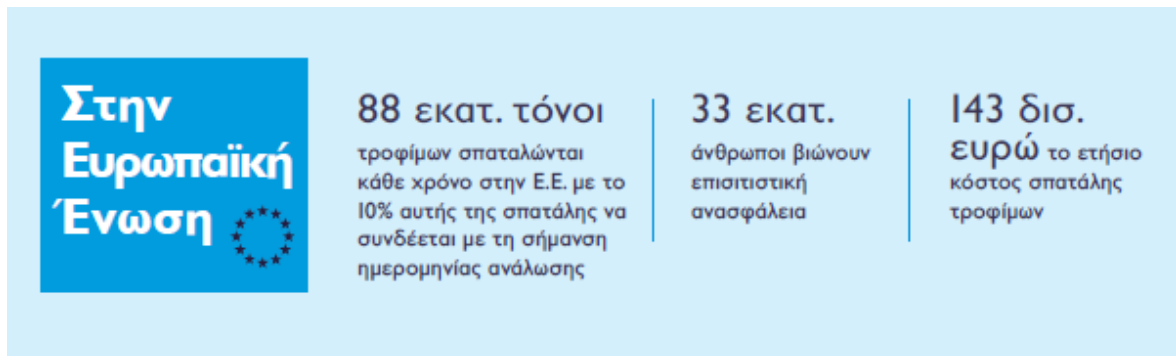 Στην
Ευρωπαϊκή
Ένωση
88 εκατ. τόνοι
τροφίμων σπαταλώνται
κάθε χρόνο στην Ε.Ε. με το
10% αυτής της σπατάλης να
συνδέεται με τη σήμανση
ημερομηνίας ανάλωσης
33 εκατ.
άνθρωποι βιώνουν
επισιτιστική
ανασφάλεια
143 δισ.
ευρώ το ετήσιο
κόστος σπατάλης
τροφίμων